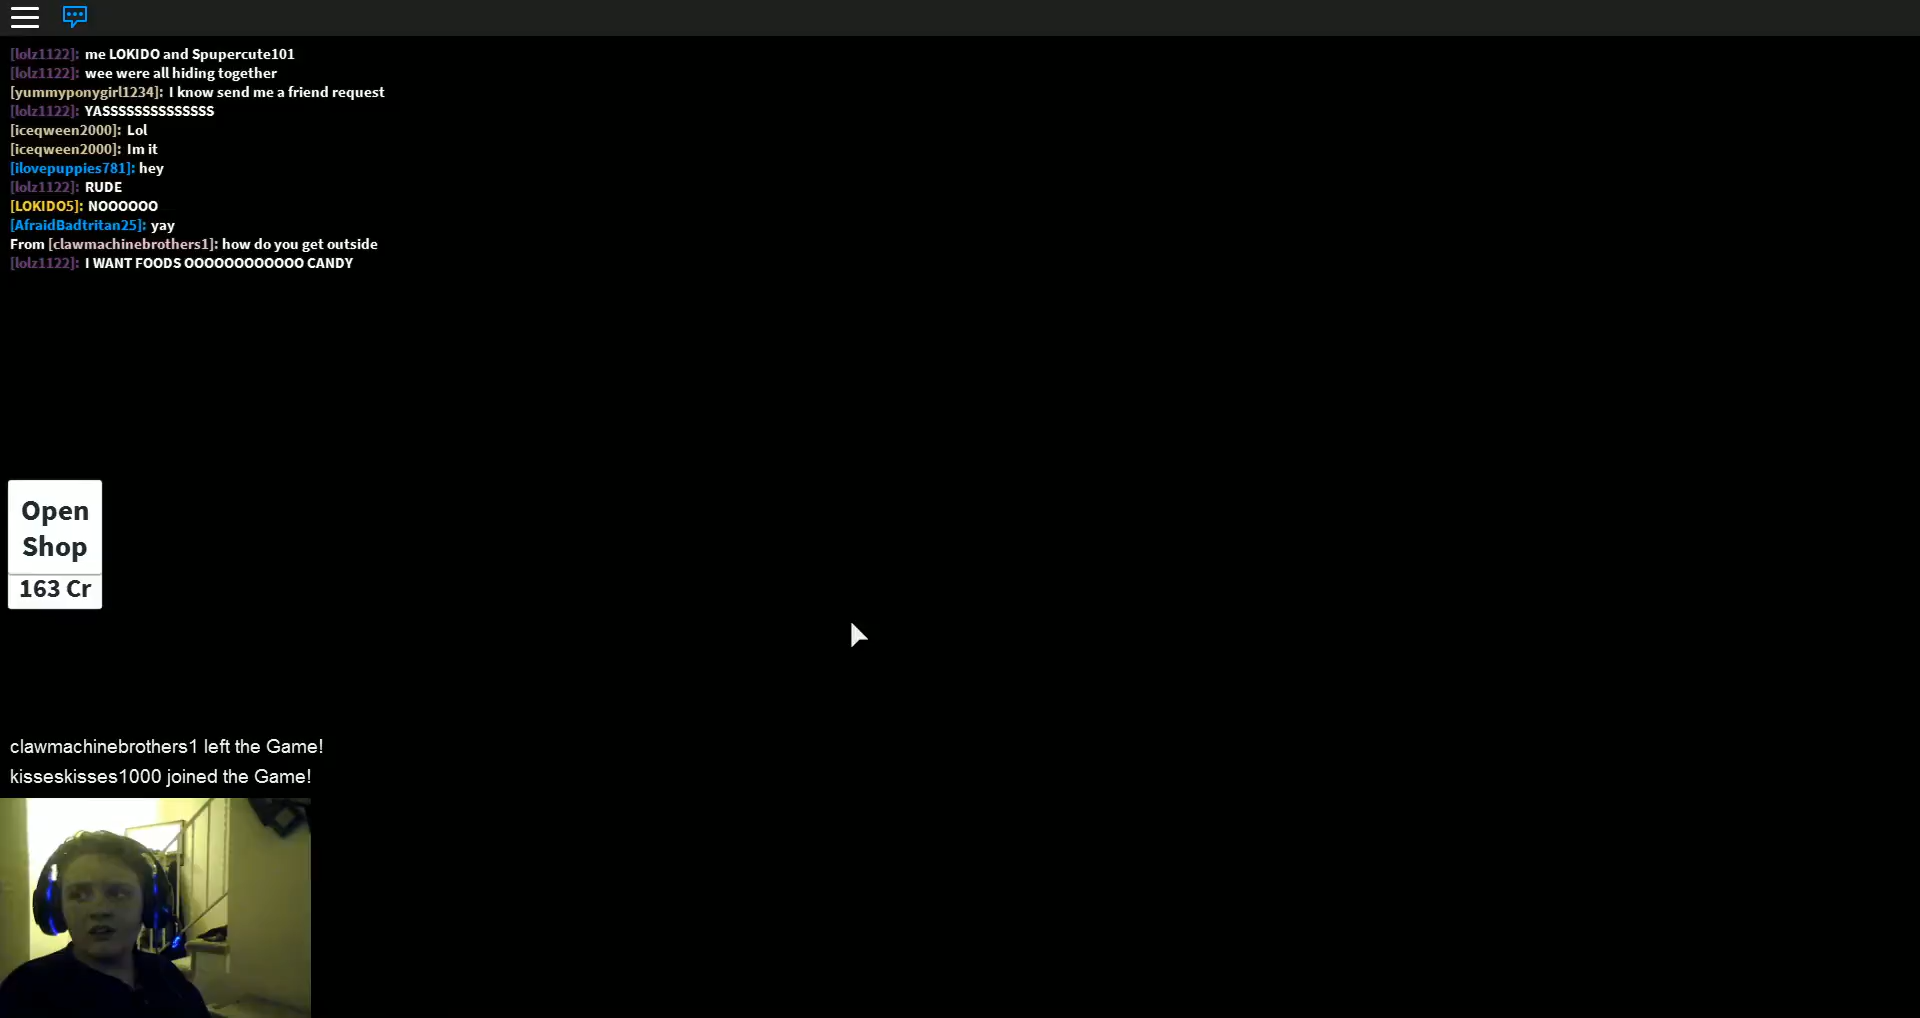 [lolz1122]: me LOKIDO and Spupercute101
[lolz1122]: wee were all hiding together
[yummyponygirl1234]: I know send me a friend request
[lolz1122]: YASSSSSSSSSSSSSS
[iceqween2000]: Lol
[iceqween2000]: Im it
[ilovepuppies781]: hey
[lolz1122]: RUDE
[LOKIDO5]: NOOOOOO
[AfraidBadtritan25]: yay
From [clawmachinebrothers1]: how do you get outside
[lolz1122]: I WANT FOODS OOOOOOOOOOOO CANDY
Open
Shop
163 Cr
clawmachinebrothers1 left the Game!
kisseskisses1000 joined the Game!